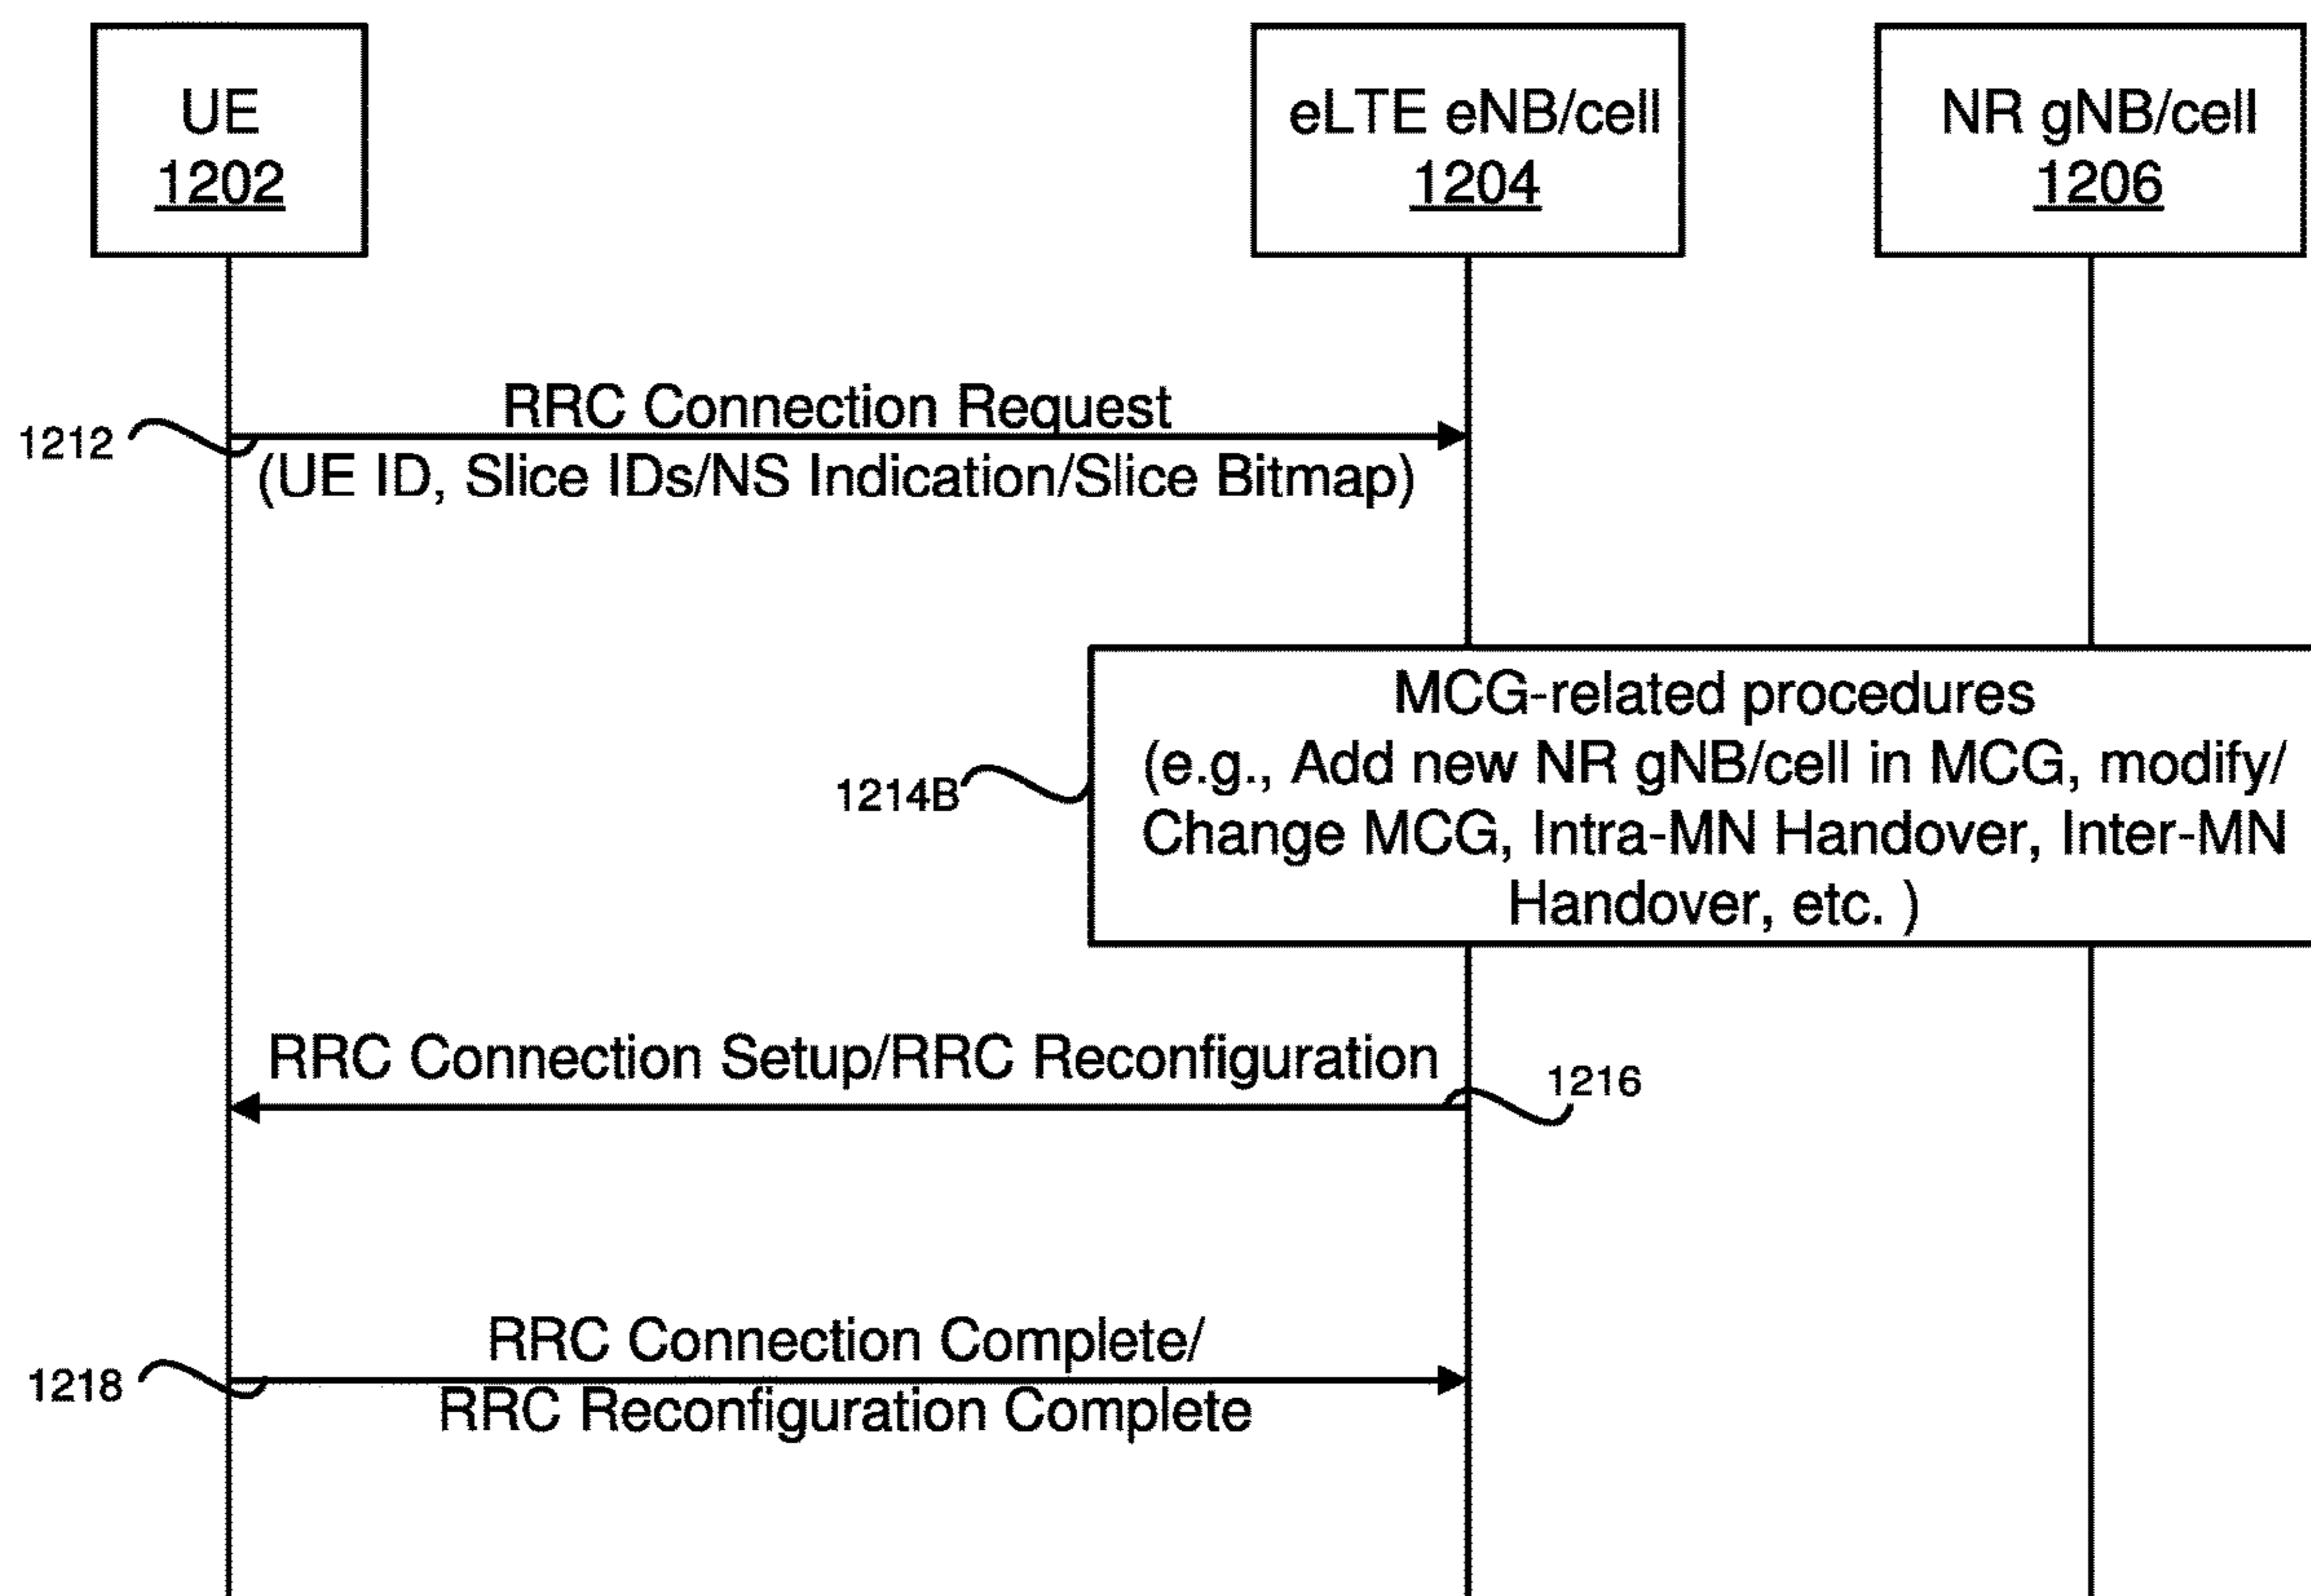 UE
1202
eLTE eNB/cell
1204
NR gNB/cell
1206
RRC Connection Request
1212
(UE ID, Slice IDs/NS Indication/Slice Bitmap)
MCG-related procedures
(e.g., Add new NR gNB/cell in MCG, modify/
1214B
Change MCG, Intra-MN Handover, Inter-MN
Handover, etc. )
RRC Connection Setup/RRC Reconfiguration
1216
RRC Connection Complete/
1218
RRC Reconfiguration Complete